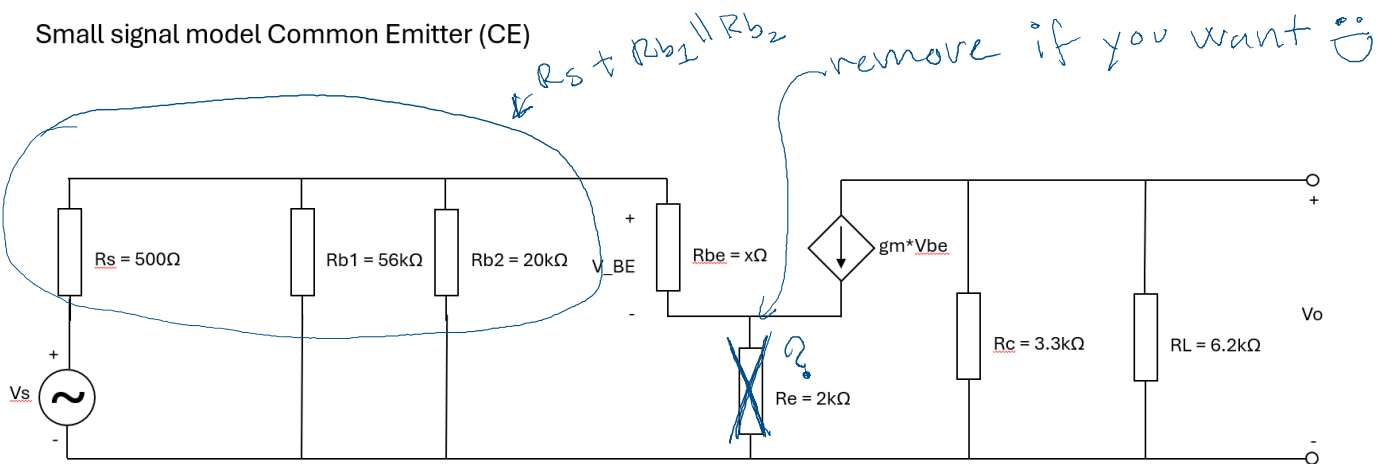 Small signal model Common Emitter (CE)
Rs + Rb1 || Rb2
remove if you want
Rs = 500Ω
Rb1 = 56kΩ
Rb2 = 20kΩ
+
V_BE
-
Rbe = xΩ
gm*Vbe
+
Vs
-
?
Re = 2kΩ
Rc = 3.3kΩ
RL = 6.2kΩ
+
Vo
-